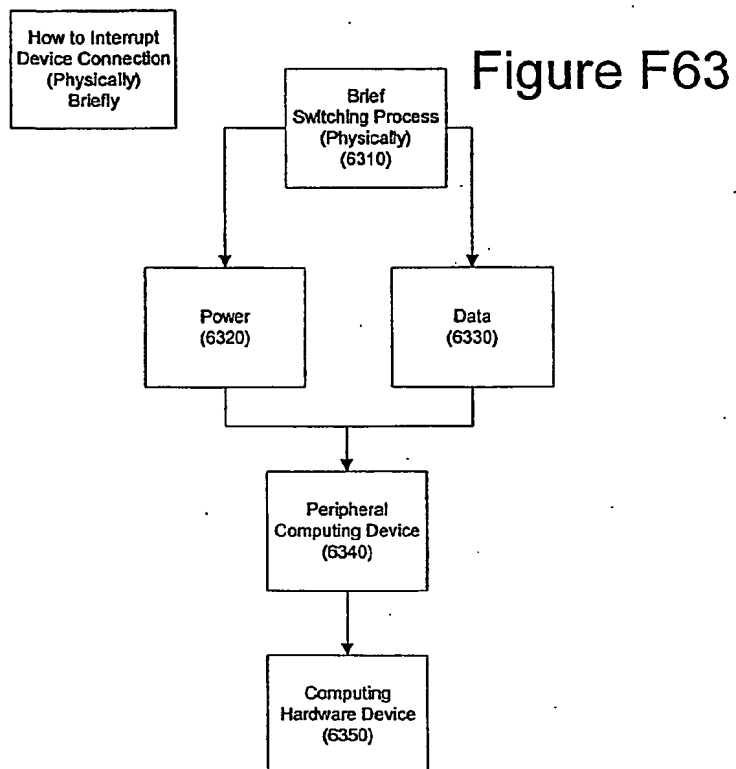 How to Interrupt
Device Connection
(Physically)
Briefly
Figure F63
Brief
Switching Process
(Physically)
(6310)
Power
(6320)
Data
(6330)
Peripheral
Computing Device
(6340)
Computing
Hardware Device
(6350)